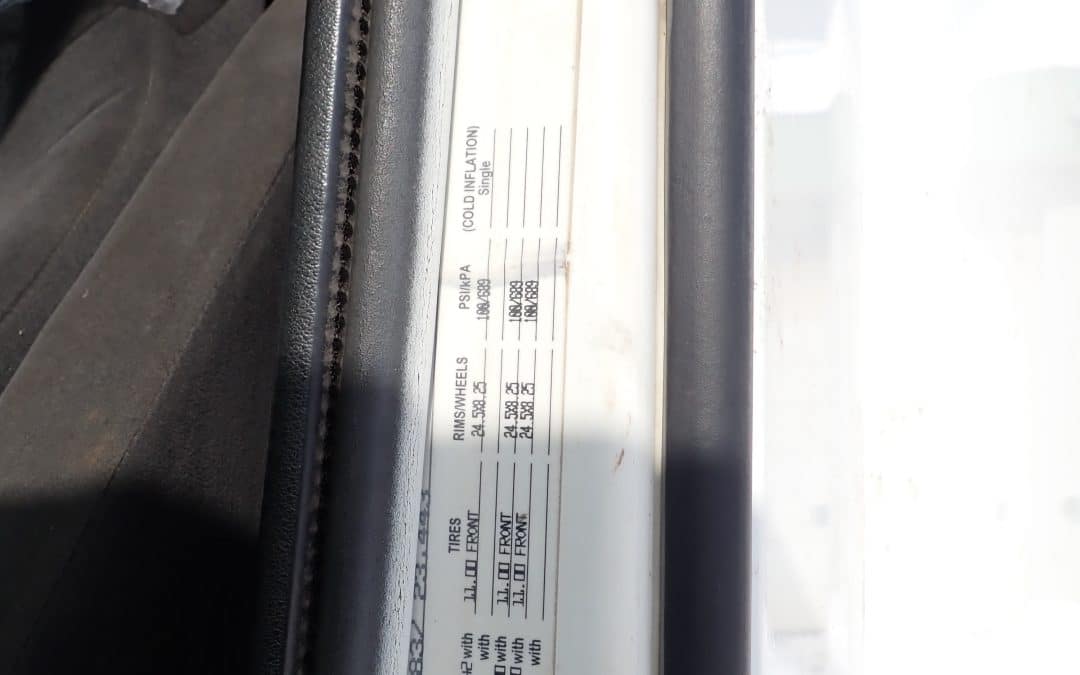 TIRES RIMS/WHEELS PSI/kPA (COLD INFLATION)
Single
with 11.00 FRONT 24.5X8.25 100/689
with
with 11.00 FRONT 24.5X8.25 100/689
with 11.00 FRONT 24.5X8.25 100/689
with